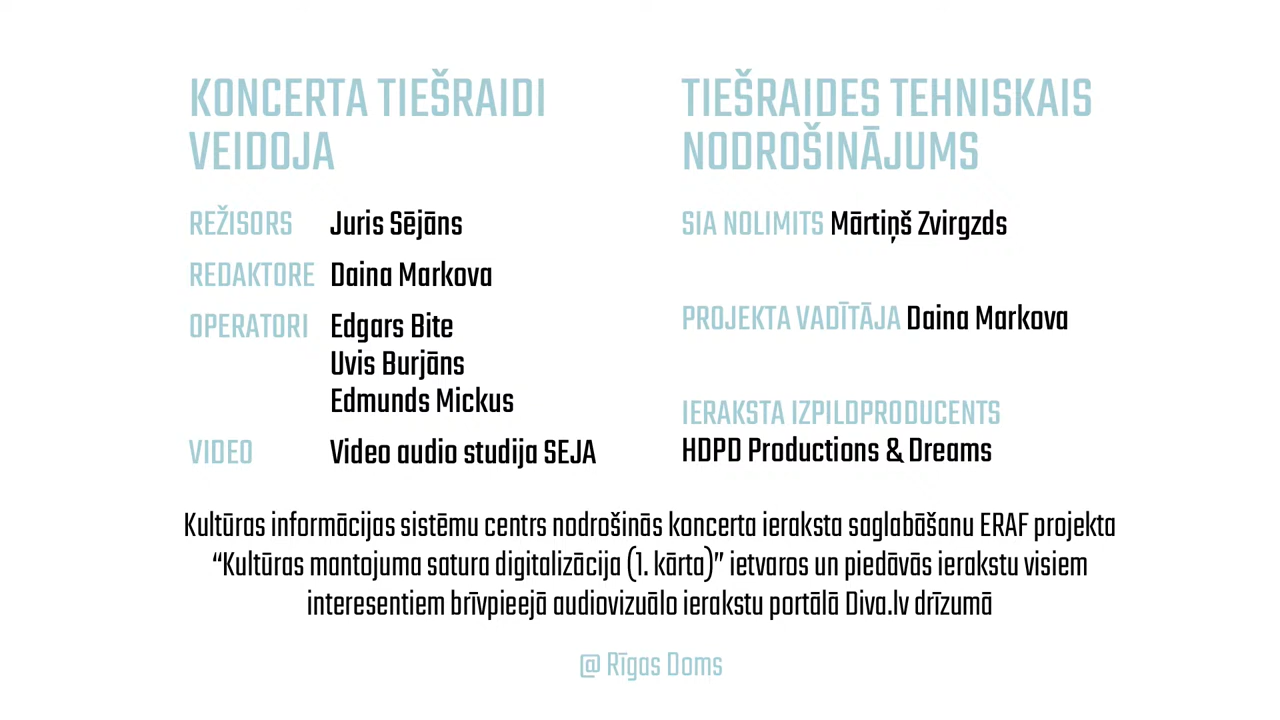 KONCERTA TIEŠRAIDI
VEIDOJA
REŽISORS Juris Sējāns
REDAKTORE Daina Markova
OPERATORI Edgars Bite
Uvis Burjāns
Edmunds Mickus
VIDEO Video audio studija SEJA
TIEŠRAIDES TEHNISKAIS
NODROŠINĀJUMS
SIA NOLIMITS Mārtiņš Zvirgzds
PROJEKTA VADĪTĀJA Daina Markova
IERAKSTA IZPILDPRODUCENTS
HDPD Productions & Dreams
Kultūras informācijas sistēmu centrs nodrošinās koncerta ieraksta saglabāšanu ERAF projekta
“Kultūras mantojuma satura digitalizācija (1. kārta)” ietvaros un piedāvās ierakstu visiem
interesentiem brīvpieejā audiovizuālo ierakstu portālā Diva.lv drīzumā
@ Rīgas Doms